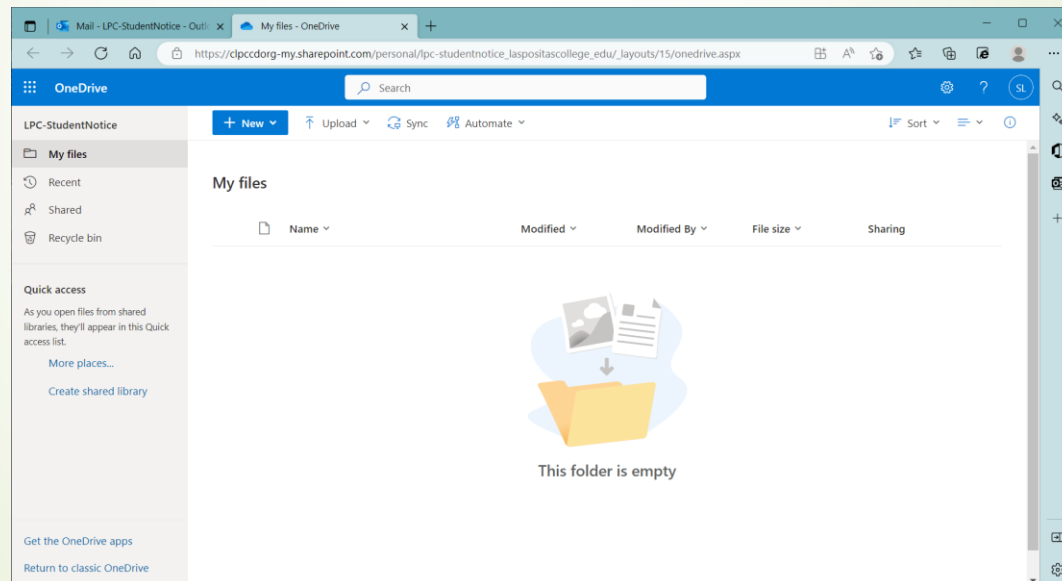 Mail - LPC-StudentNotice - Outl
My files - OneDrive
https://clpccdorg-my.sharepoint.com/personal/lpc-studentnotice_laspositascollege_edu/_layouts/15/onedrive.aspx
OneDrive
Search
SL
LPC-StudentNotice
My files
Recent
Shared
Recycle bin
Quick access
As you open files from shared
libraries, they'll appear in this Quick
access list.
More places...
Create shared library
Get the OneDrive apps
Return to classic OneDrive
+ New
Upload
Sync
Automate
Sort
My files
Name
Modified
Modified By
File size
Sharing
This folder is empty